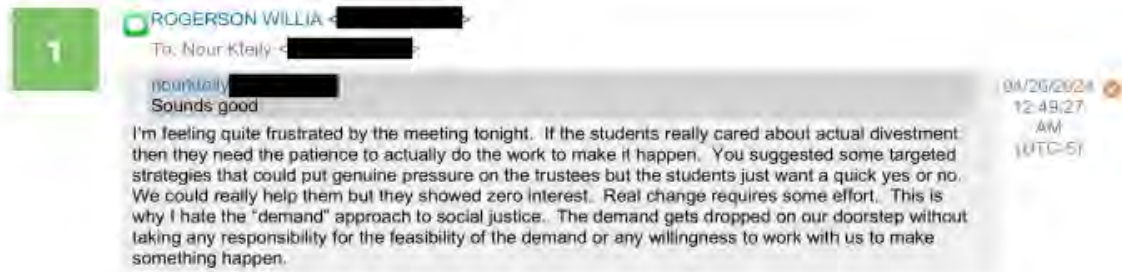 1
ROGERSON WILLIA <
>
To: Nour Kteily <
>
nourkteily
Sounds good
04/26/2024
12:49:27
AM
(UTC-5)
I'm feeling quite frustrated by the meeting tonight. If the students really cared about actual divestment
then they need the patience to actually do the work to make it happen. You suggested some targeted
strategies that could put genuine pressure on the trustees but the students just want a quick yes or no.
We could really help them but they showed zero interest. Real change requires some effort. This is
why I hate the “demand” approach to social justice. The demand gets dropped on our doorstep without
taking any responsibility for the feasibility of the demand or any willingness to work with us to make
something happen.